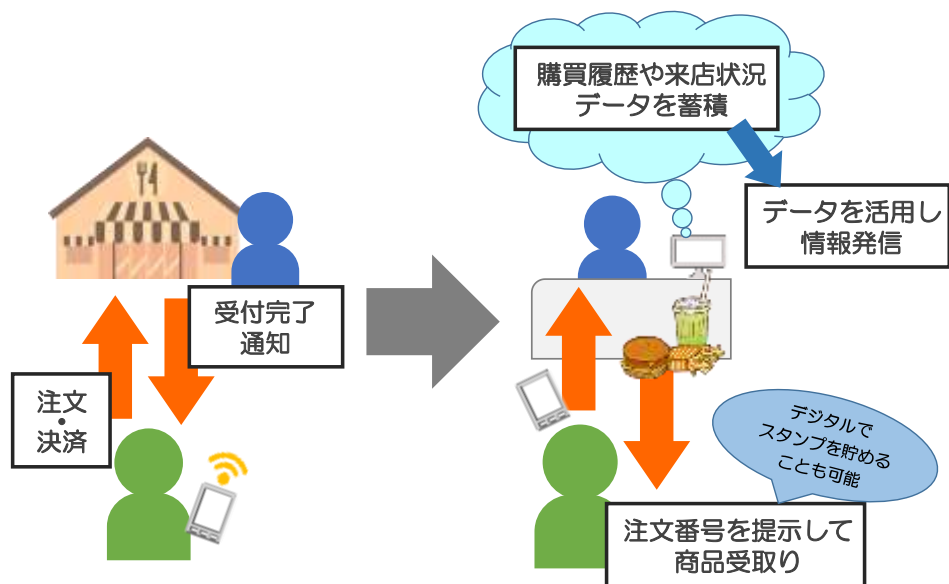 購買履歴や来店状況
データを蓄積
データを活用し
情報発信
受付完了
通知
注文
・
決済
デジタルで
スタンプを貯める
ことも可能
注文番号を提示して
商品受取り